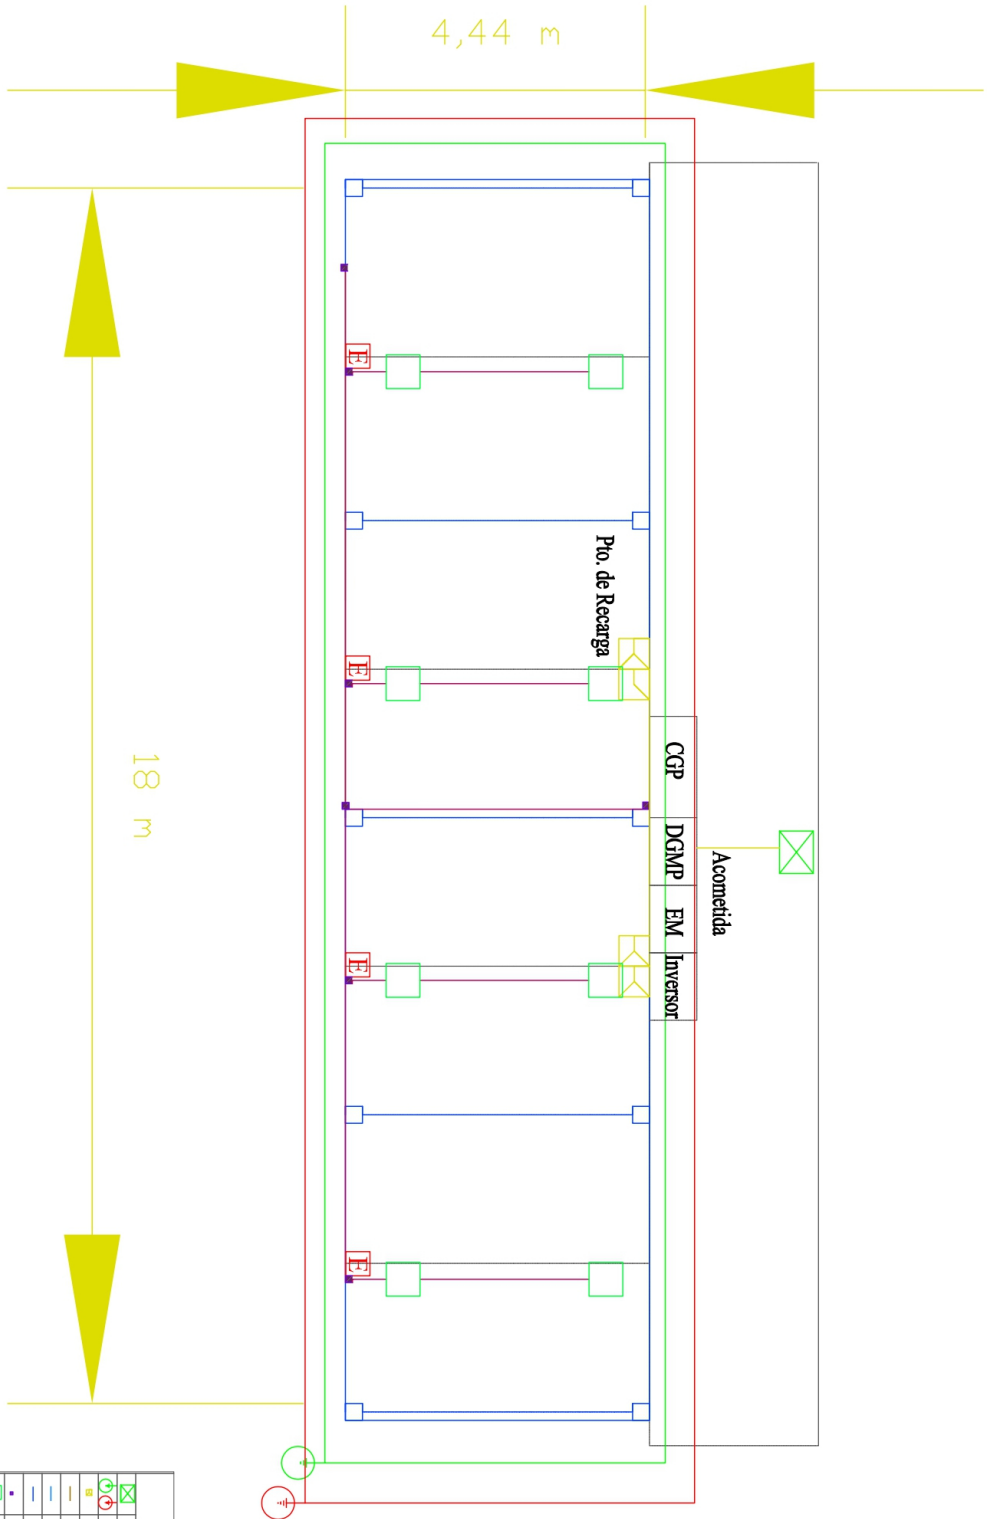 4,44 m
18 m
E
E
E
E
Pto. de Recarga
CGP
DGMP
EM
Inversor
Acometida